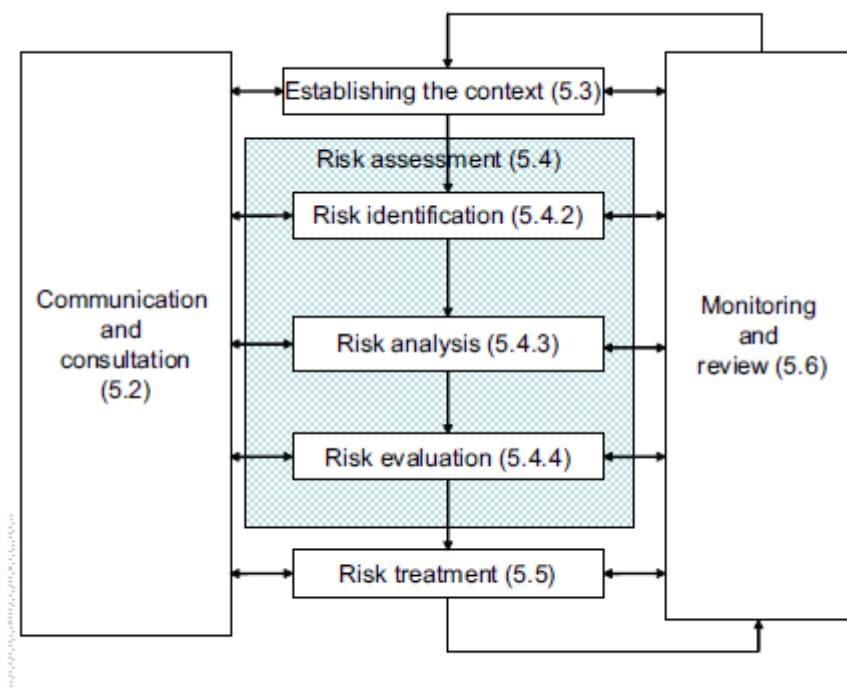 Establishing the context (5.3)
Risk assessment (5.4)
Risk identification (5.4.2)
Communication
and
consultation
(5.2)
Risk analysis (5.4.3)
Monitoring
and
review (5.6)
Risk evaluation (5.4.4)
Risk treatment (5.5)